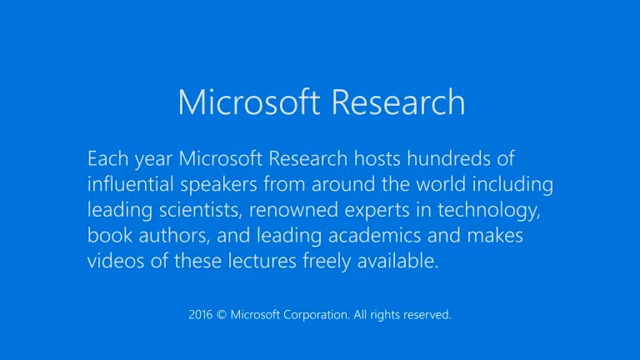 Microsoft Research
Each year Microsoft Research hosts hundreds of
influential speakers from around the world including
leading scientists, renowned experts in technology,
book authors, and leading academics and makes
videos of these lectures freely available.
2016 © Microsoft Corporation. All rights reserved.